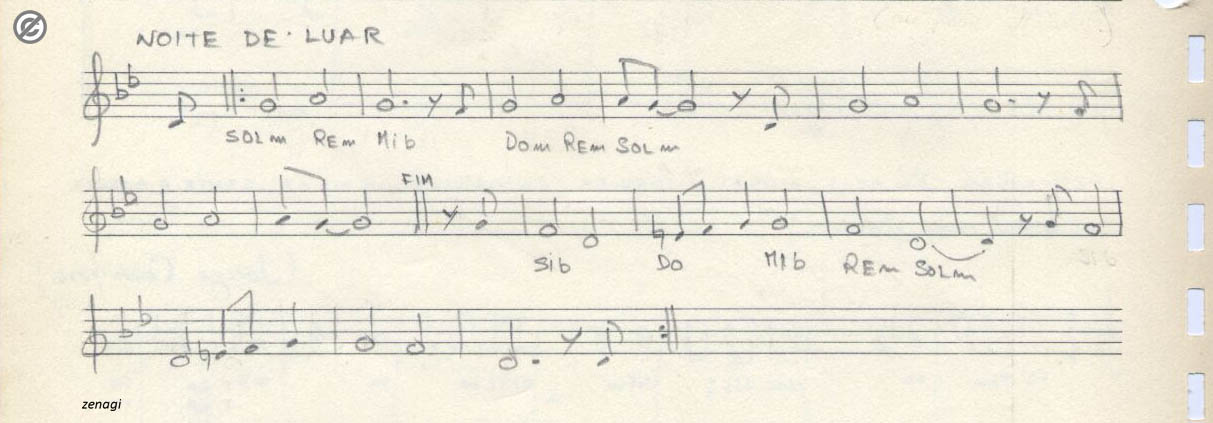 NOITE DE LUAR
SOLm REm MIb DOm REm SOLm
FIM
SIb DO MIb REm SOLm
zenagi